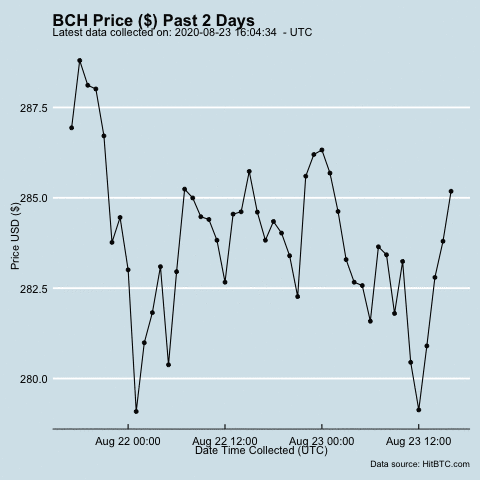 BCH Price ($) Past 2 Days
Latest data collected on: 2020-08-23 16:04:34  - UTC
Price USD ($)
287.5
285.0
282.5
280.0
Aug 22 00:00 Aug 22 12:00 Aug 23 00:00 Aug 23 12:00
Date Time Collected (UTC)
Data source: HitBTC.com